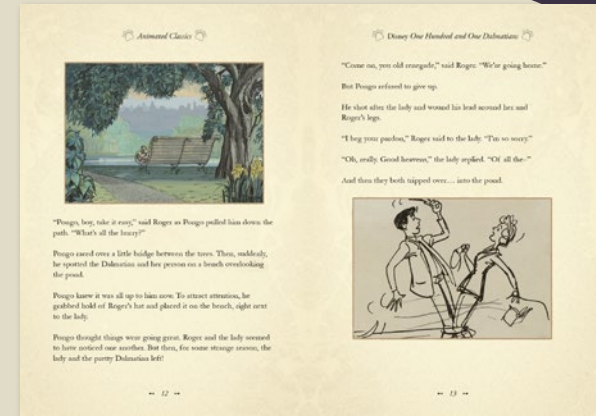 Animated Classics
"Pongo, boy, take it easy," said Roger as Pongo pulled him down the
path. "What's all the hurry?"
Pongo raced over a little bridge between the trees. Then, suddenly,
he spotted the Dalmatian and her person on a bench overlooking
the pond.
Pongo knew it was all up to him now. To attract attention, he
grabbed hold of Roger's hat and placed it on the bench, right next
to the lady.
Pongo thought things were going great. Roger and the lady seemed
to have noticed one another. But then, for some strange reason, the
lady and the pretty Dalmatian left!
12
Disney One Hundred and One Dalmatians
"Come on, you old renegade," said Roger. "We're going home."
But Pongo refused to give up.
He shot after the lady and wound his lead around her and
Roger's legs.
"I beg your pardon," Roger said to the lady. "I'm so sorry."
"Oh, really. Good heavens," the lady replied. "Of all the–"
And then they both tripped over… into the pond.
13